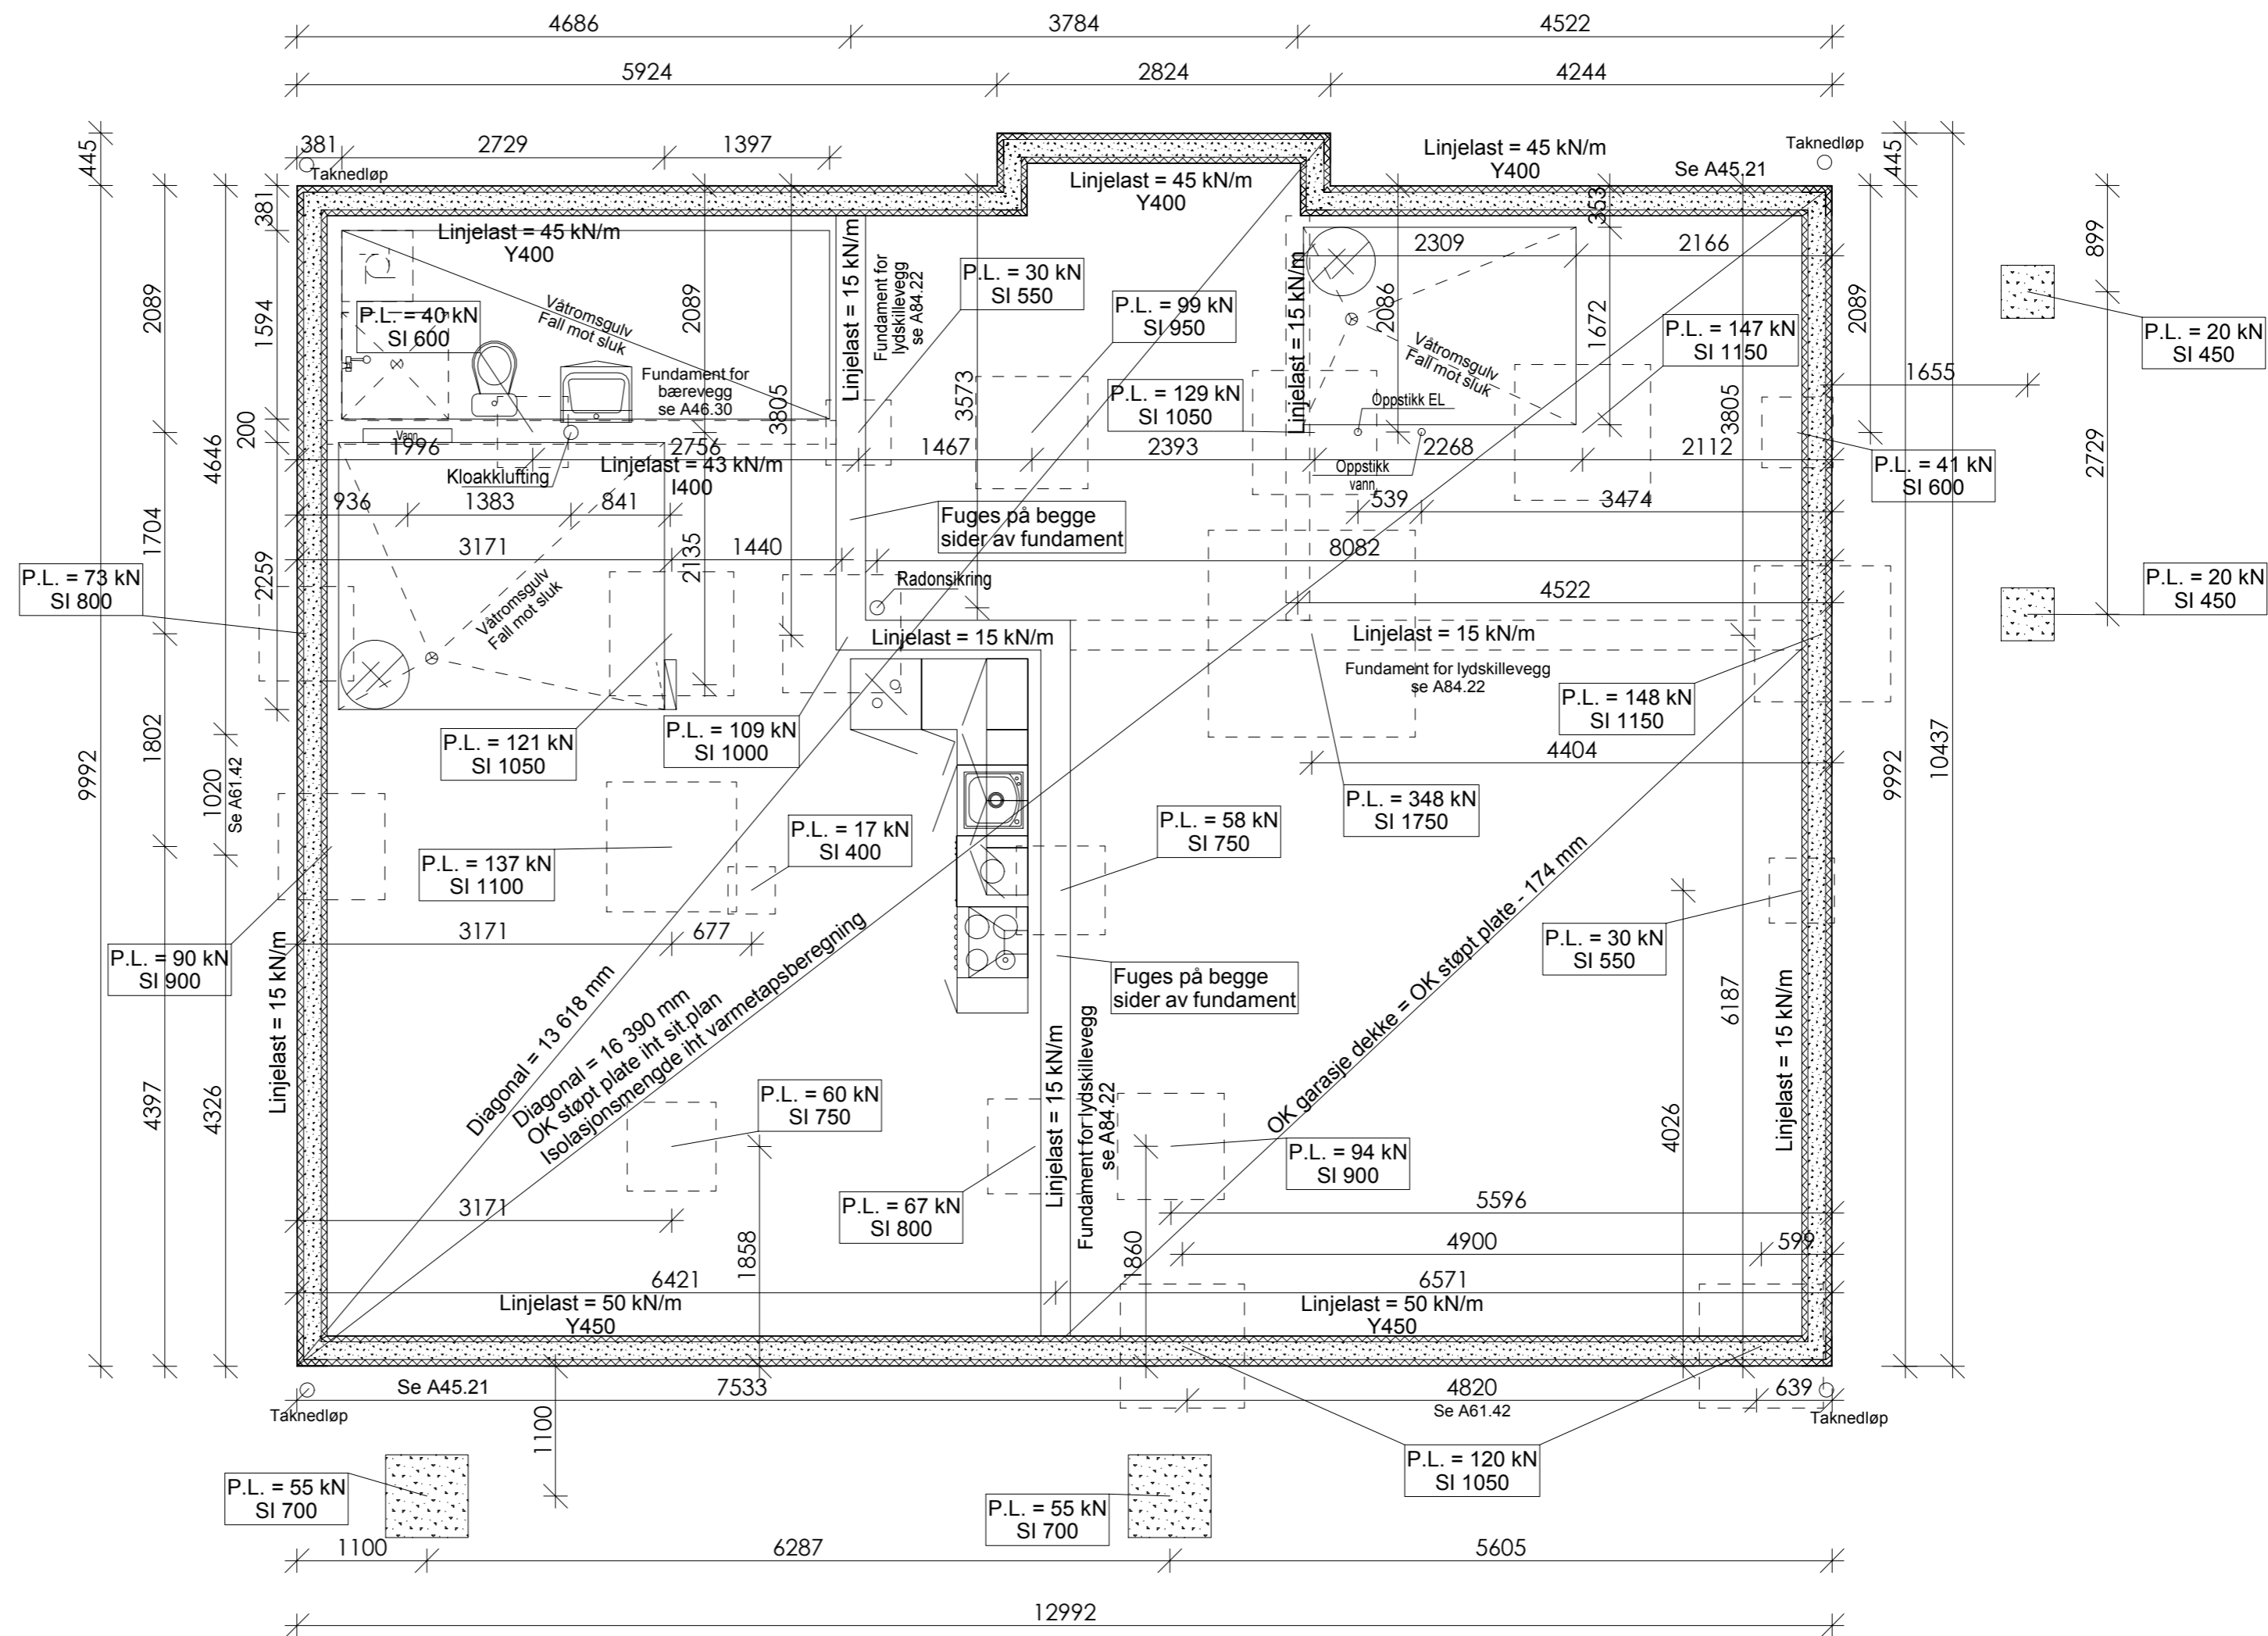 4686
3784
4522
5924
2824
4244
381
2729
1397
Taknedløp
Linjelast = 45 kN/m
Y400
Se A45.21
Taknedløp
445
445
Linjelast = 45 kN/m
Y400
Linjelast = 45 kN/m
Y400
381
353
2309
2166
899
2089
1594
2089
Våtromsgulv
Fall mot sluk
Linjelast = 15 kN/m
Fundament for
lydskillevegg
se A84.22
P.L. = 30 kN
SI 550
P.L. = 99 kN
SI 950
Linjelast = 15 kN/m
2086
1672
2089
P.L. = 40 kN
SI 600
P.L. = 147 kN
SI 1150
P.L. = 20 kN
SI 450
Våtromsgulv
Fall mot sluk
Fundament for
bærevegg
se A46.30
3805
3573
P.L. = 129 kN
SI 1050
Oppstikk EL
3805
1655
200
4646
Vann
1996
2756
1467
2393
2268
2112
2729
Linjelast = 43 kN/m
I400
Kloakklufting
Oppstikk
vann
P.L. = 41 kN
SI 600
936
1383
841
539
3474
1704
Fuges på begge
sider av fundament
3171
1440
8082
2135
2259
P.L. = 73 kN
SI 800
Radonsikring
4522
P.L. = 20 kN
SI 450
Våtromsgulv
Fall mot sluk
Linjelast = 15 kN/m
Linjelast = 15 kN/m
Fundament for lydskillevegg
se A84.22
P.L. = 148 kN
SI 1150
P.L. = 121 kN
SI 1050
P.L. = 109 kN
SI 1000
4404
9992
1802
1020
Se A61.42
9992
10437
P.L. = 348 kN
SI 1750
P.L. = 17 kN
SI 400
P.L. = 58 kN
SI 750
P.L. = 137 kN
SI 1100
3171
677
P.L. = 90 kN
SI 900
P.L. = 30 kN
SI 550
Linjelast = 15 kN/m
Fuges på begge
sider av fundament
6187
Linjelast = 15 kN/m
Diagonal = 13 618 mm
Diagonal = 16 390 mm
OK støpt plate iht sit.plan
Isolasjonsmengde iht varmetapsberegning
OK garasje dekke = OK støpt plate - 174 mm
4397
4326
P.L. = 60 kN
SI 750
Linjelast = 15 kN/m
Fundament for lydskillevegg
se A84.22
4026
P.L. = 94 kN
SI 900
P.L. = 67 kN
SI 800
3171
5596
1858
1860
4900
599
6421
6571
Linjelast = 50 kN/m
Y450
Linjelast = 50 kN/m
Y450
Se A45.21
7533
4820
639
Se A61.42
Taknedløp
Taknedløp
1100
P.L. = 120 kN
SI 1050
P.L. = 55 kN
SI 700
P.L. = 55 kN
SI 700
1100
6287
5605
12992